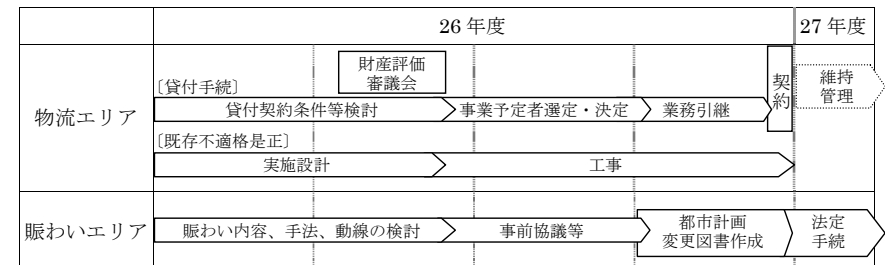 26 年度
27 年度
物流エリア
〔貸付手続〕
財産評価
審議会
貸付契約条件等検討
事業予定者選定・決定
業務引継
契約
維持
管理
〔既存不適格是正〕
実施設計
工事
賑わいエリア
賑わい内容、手法、動線の検討
事前協議等
都市計画
変更図書作成
法定
手続